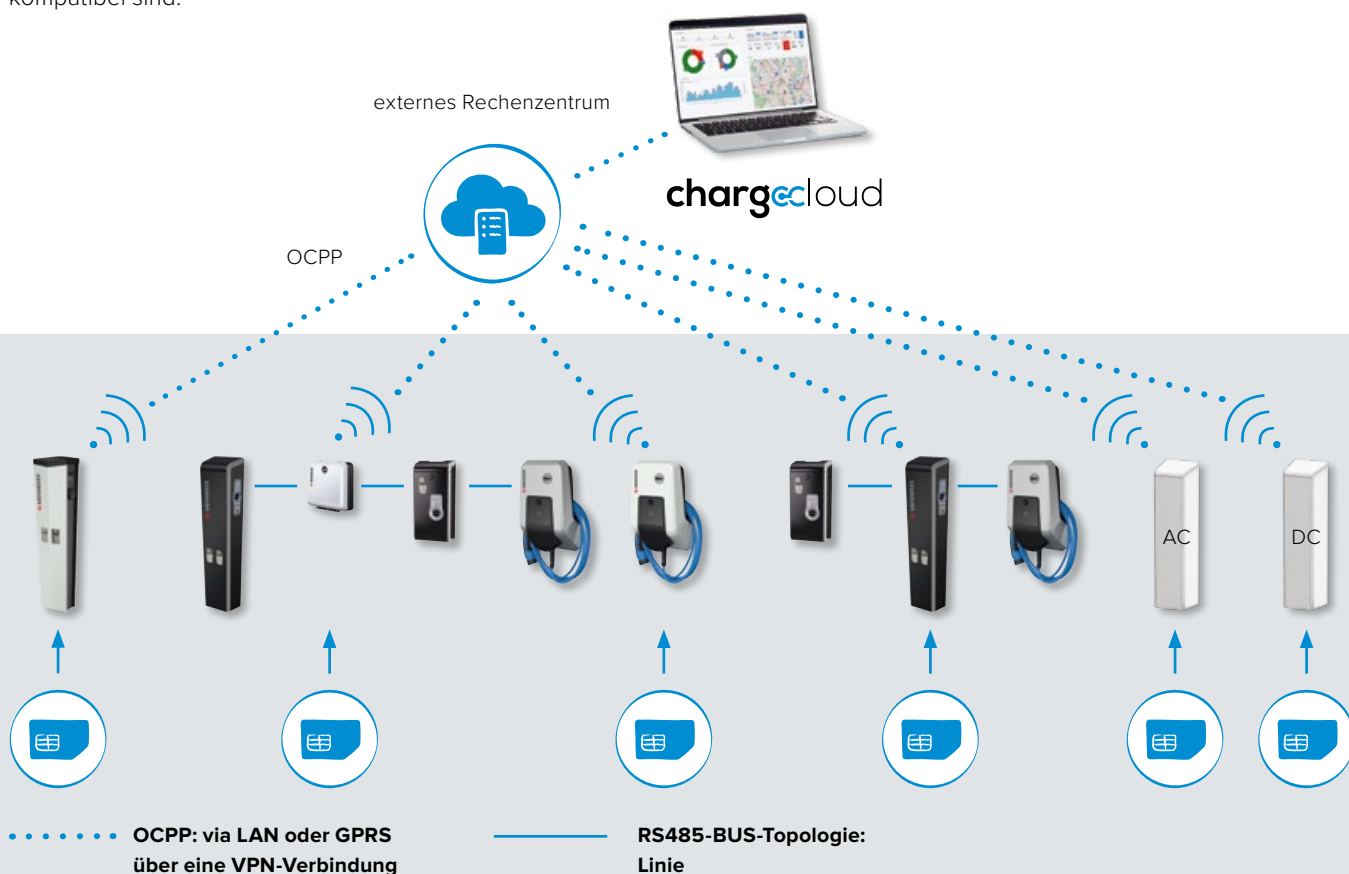 kompatibel sind.
externes Rechenzentrum
chargecloud
OCPP
AC
DC
OCPP: via LAN oder GPRS
über eine VPN-Verbindung
RS485-BUS-Topologie:
Linie